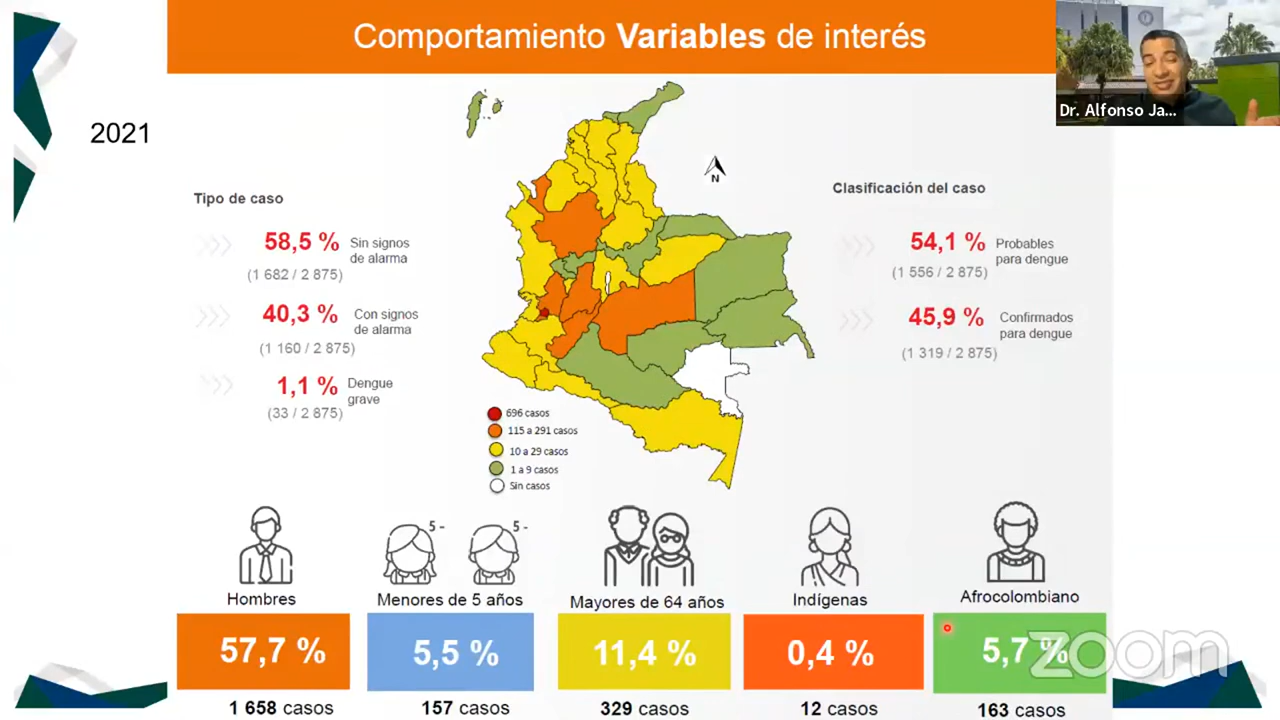 Comportamiento Variables de interés
Dr. Alfonso Ja...
2021
Tipo de caso
58,5 % Sin signos
de alarma
(1 682 / 2 875)
40,3 % Con signos
de alarma
(1 160 / 2 875)
1,1 % Dengue
grave
(33 / 2 875)
N
Clasificación del caso
54,1 % Probables
para dengue
(1 556 / 2 875)
45,9 % Confirmados
para dengue
(1 319 / 2 875)
696 casos
115 a 291 casos
10 a 29 casos
1 a 9 casos
Sin casos
5 - 5 -
Hombres
57,7 %
1 658 casos
Menores de 5 años
5,5 %
157 casos
Mayores de 64 años
11,4 %
329 casos
Indígenas
0,4 %
12 casos
Afrocolombiano
5,7 %
163 casos
zoom